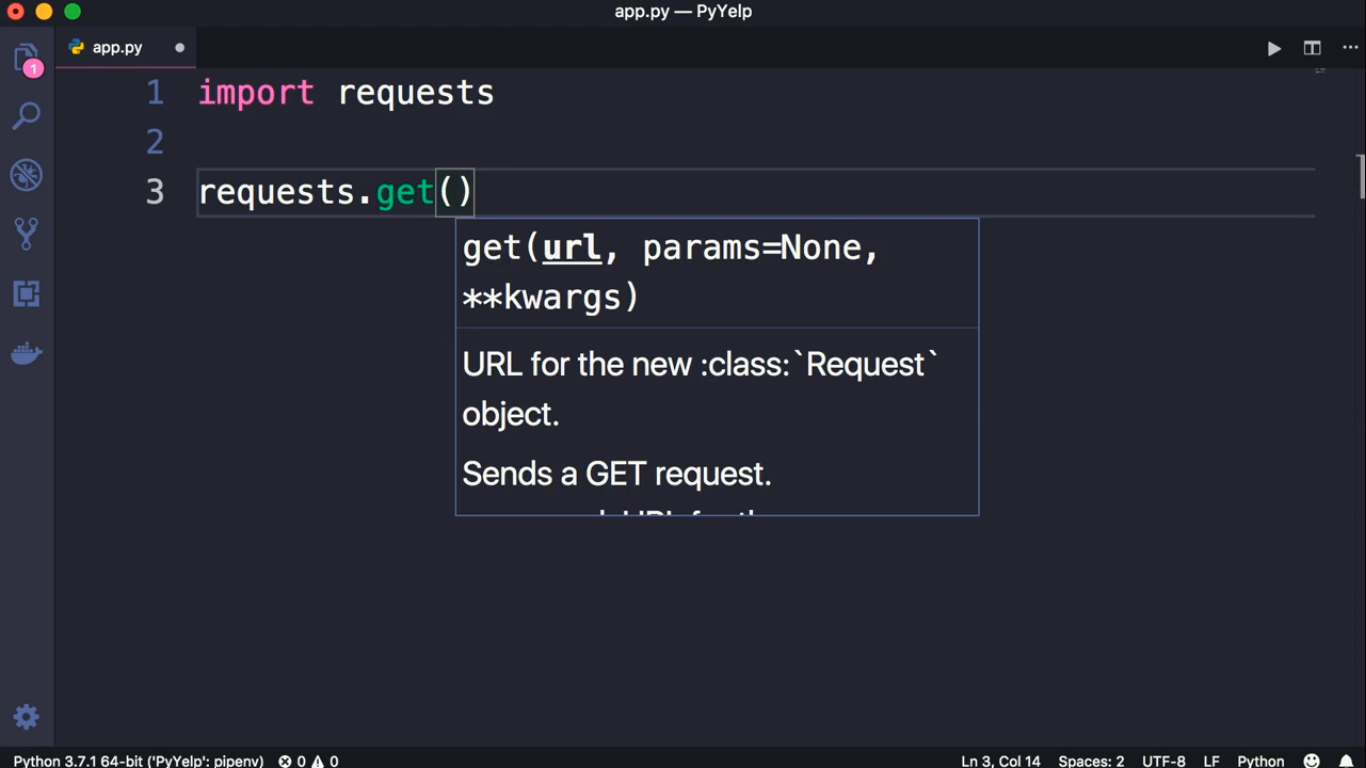 app.py — PyYelp
app.py
1
1 import requests
2
3 requests.get()
get(url, params=None,
**kwargs)
URL for the new :class:`Request`
object.
Sends a GET request.
Python 3.7.1 64-bit ('PyYelp': pipenv) 0 0 Ln 3, Col 14 Spaces: 2 UTF-8 LF Python